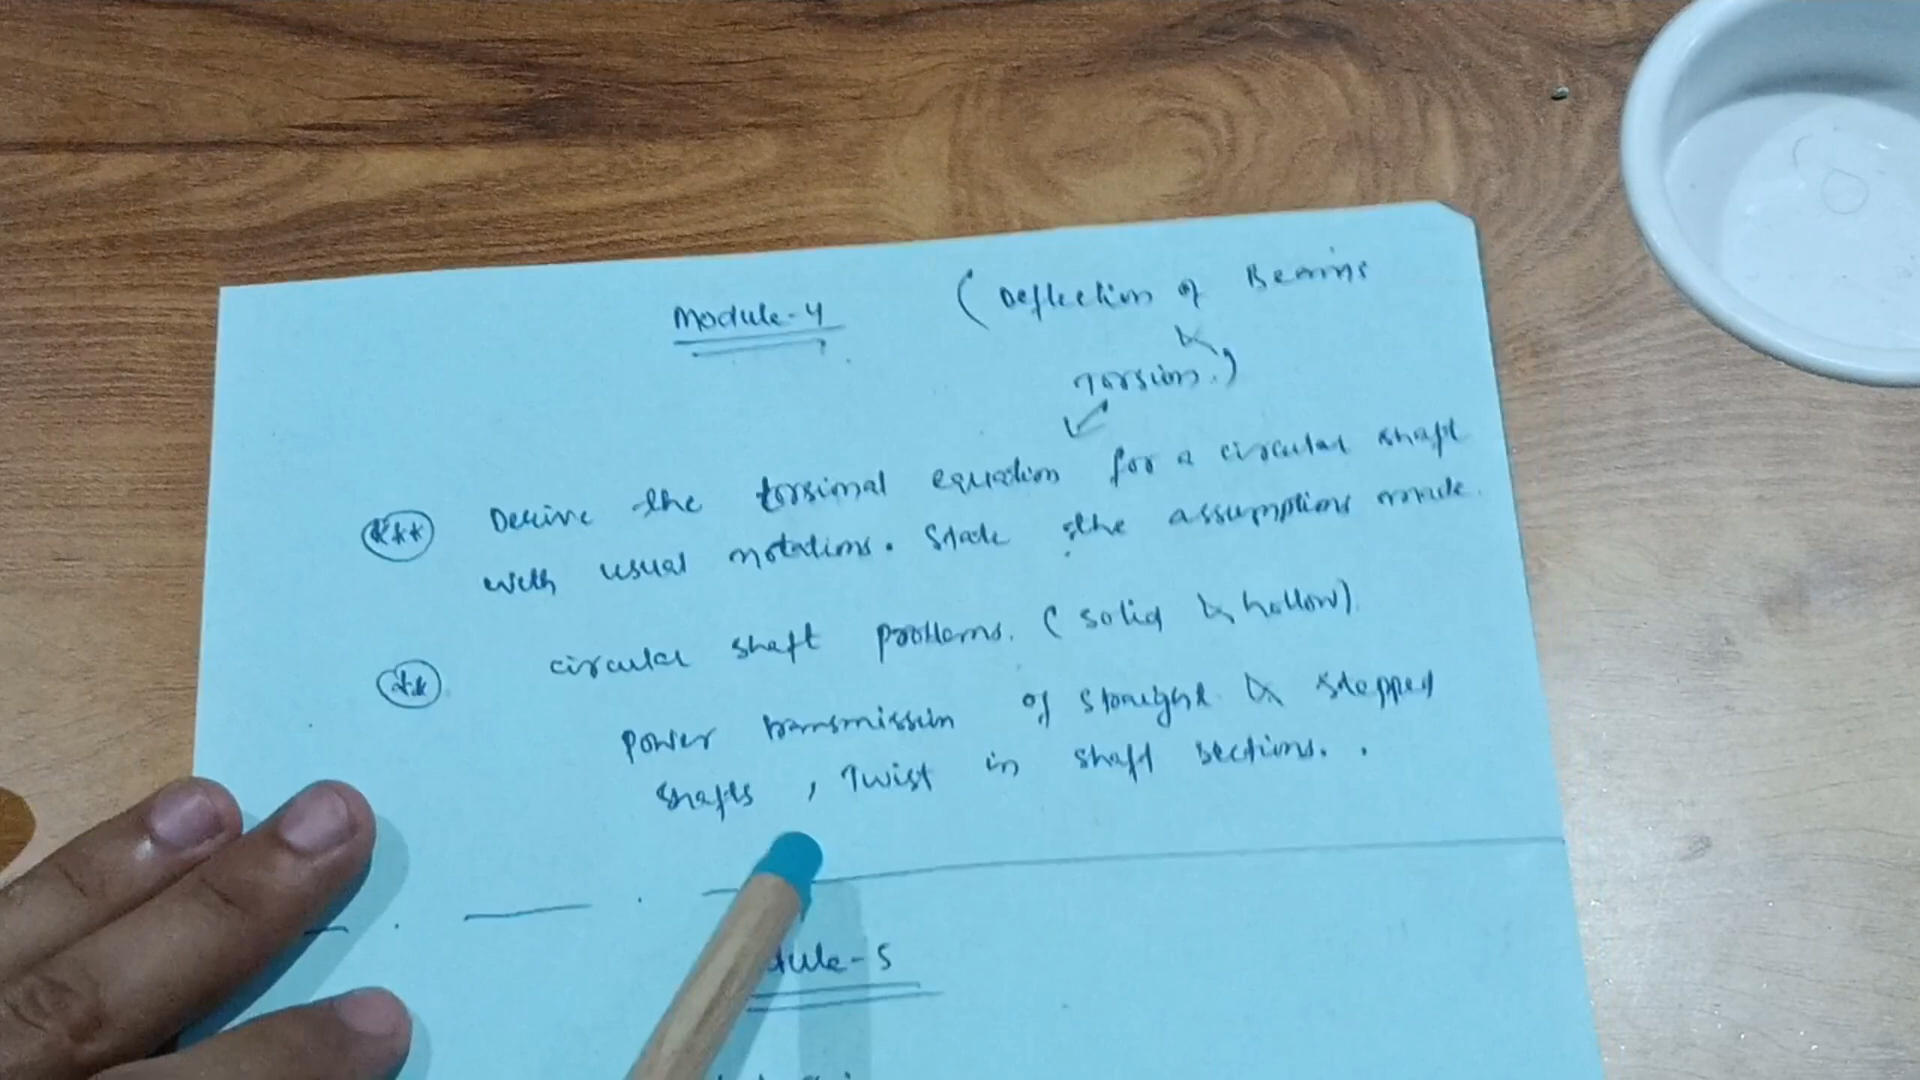 Module-4 (Deflection of Beams
&
Torsion.)
*** Derive the torsional equation for a circular shaft
with usual notations. State the assumptions made.
** circular shaft problems. (solid & hollow).
power transmission of straight & stepped
shafts, Twist in shaft sections.
dule-5